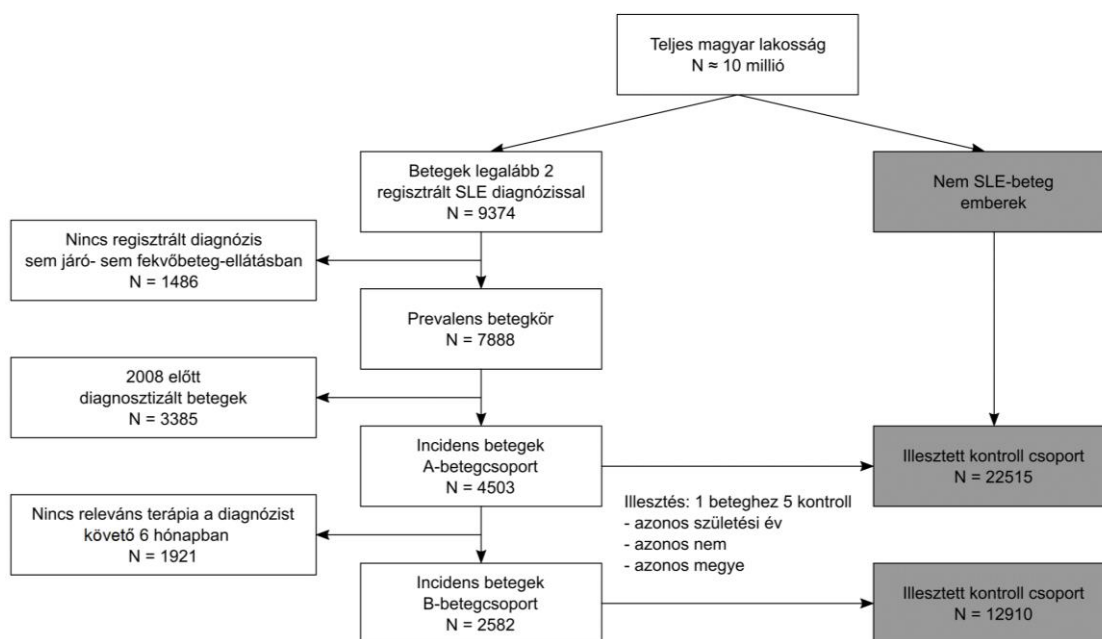 Teljes magyar lakosság
N ≈ 10 millió
Betegek legalább 2
regisztrált SLE diagnózissal
N = 9374
Nem SLE-beteg
emberek
Nincs regisztrált diagnózis
sem járó- sem fekvőbeteg-ellátásban
N = 1486
Prevalens betegkör
N = 7888
2008 előtt
diagnosztizált betegek
N = 3385
Incidens betegek
A-betegcsoport
N = 4503
Illesztett kontroll csoport
N = 22515
Illesztés: 1 beteghez 5 kontroll
- azonos születési év
- azonos nem
- azonos megye
Nincs releváns terápia a diagnózist
követő 6 hónapban
N = 1921
Incidens betegek
B-betegcsoport
N = 2582
Illesztett kontroll csoport
N = 12910